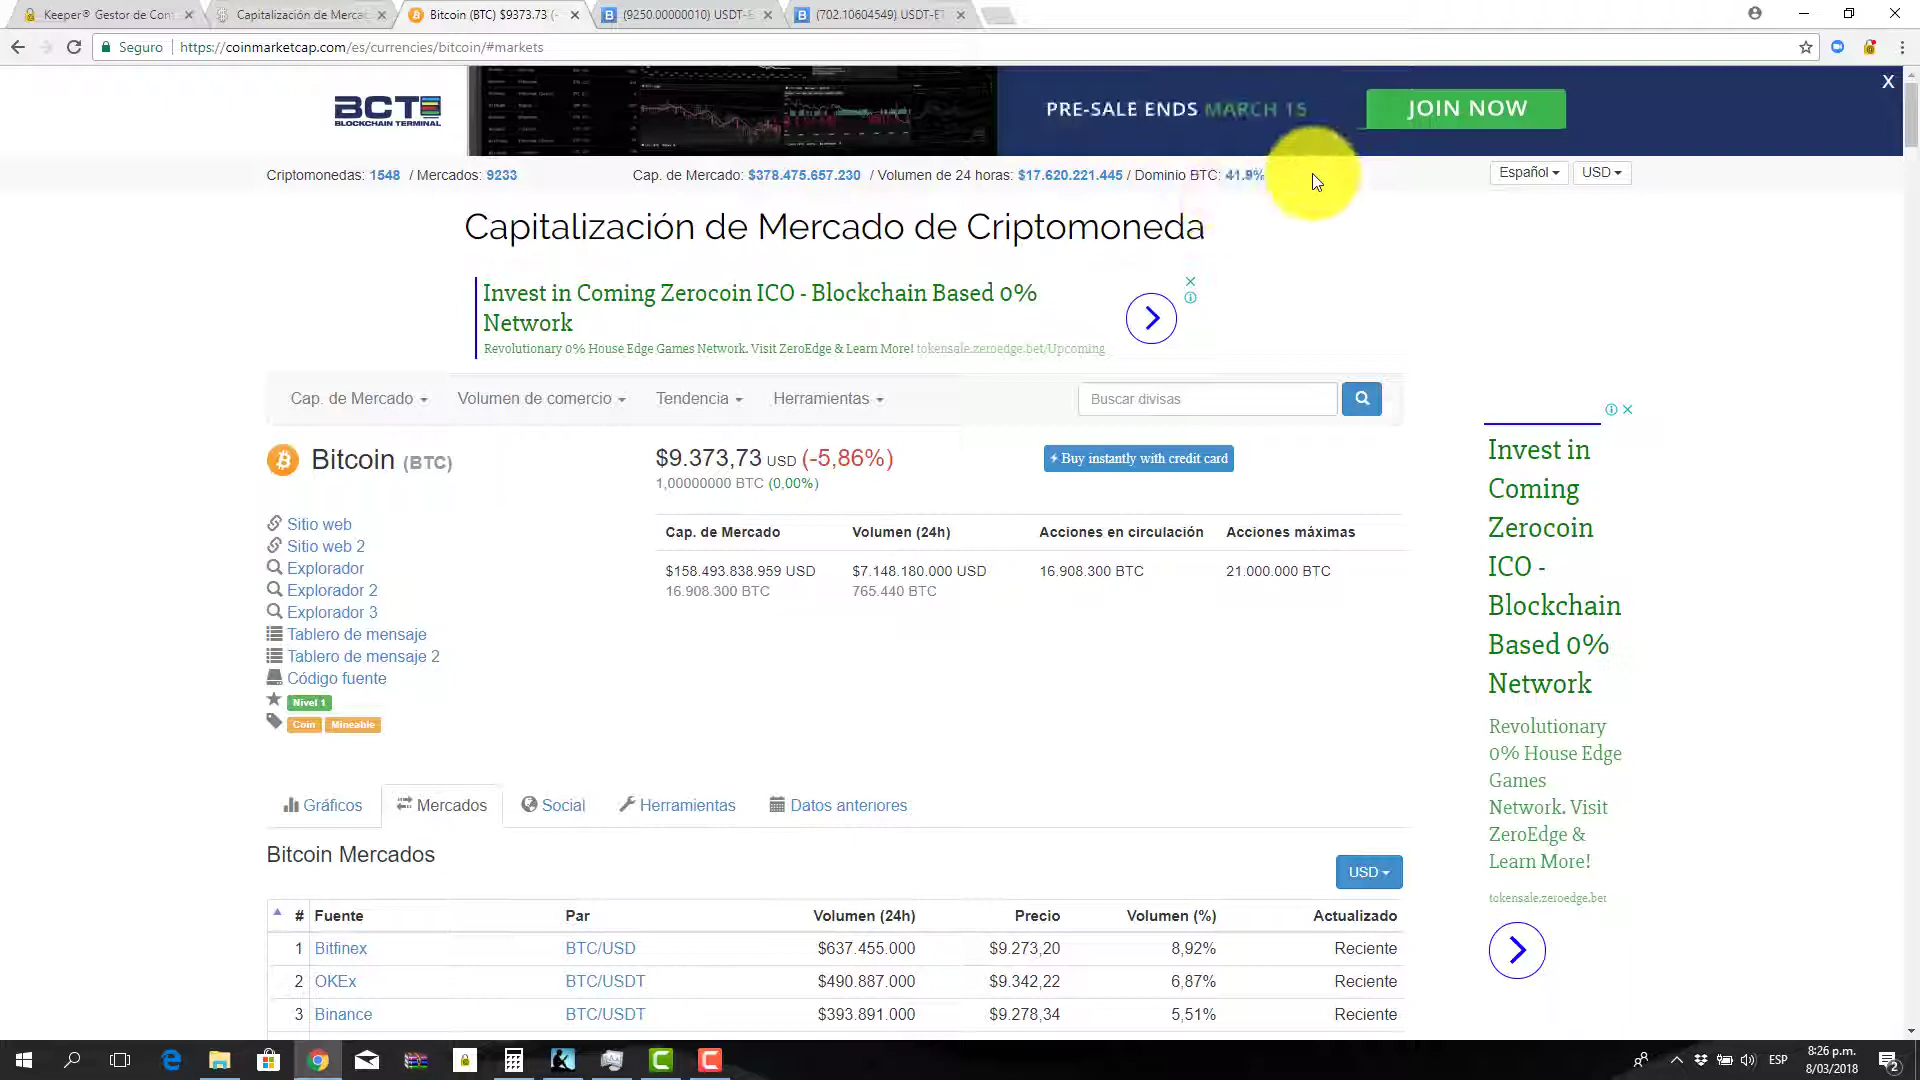 Keeper® Gestor de Cont
Capitalización de Merca
Bitcoin (BTC) $9373.73 (-
(9250.00000010) USDT-
(702.10604549) USDT-ET
Seguro
https://coinmarketcap.com/es/currencies/bitcoin/#markets
BCT
BLOCKCHAIN TERMINAL
PRE-SALE ENDS MARCH 15
JOIN NOW
X
Criptomonedas: 1548 / Mercados: 9233
Cap. de Mercado: $378.475.657.230 / Volumen de 24 horas: $17.620.221.445 / Dominio BTC: 41.9%
Español
USD
Capitalización de Mercado de Criptomoneda
Invest in Coming Zerocoin ICO - Blockchain Based 0%
Network
Revolutionary 0% House Edge Games Network. Visit ZeroEdge & Learn More! tokensale.zeroedge.bet/Upcoming
Cap. de Mercado
Volumen de comercio
Tendencia
Herramientas
Buscar divisas
Bitcoin (BTC)
$9.373,73 USD (-5,86%)
1,00000000 BTC (0,00%)
Buy instantly with credit card
Cap. de Mercado Volumen (24h) Acciones en circulación Acciones máximas
$158.493.838.959 USD $7.148.180.000 USD 16.908.300 BTC 21.000.000 BTC
16.908.300 BTC 765.440 BTC
Sitio web
Sitio web 2
Explorador
Explorador 2
Explorador 3
Tablero de mensaje
Tablero de mensaje 2
Código fuente
Nivel 1
Coin Mineable
Invest in
Coming
Zerocoin
ICO -
Blockchain
Based 0%
Network
Revolutionary
0% House Edge
Games
Network. Visit
ZeroEdge &
Learn More!
tokensale.zeroedge.bet
Gráficos
Mercados
Social
Herramientas
Datos anteriores
Bitcoin Mercados
USD
# Fuente Par Volumen (24h) Precio Volumen (%) Actualizado
1 Bitfinex BTC/USD $637.455.000 $9.273,20 8,92% Reciente
2 OKEx BTC/USDT $490.887.000 $9.342,22 6,87% Reciente
3 Binance BTC/USDT $393.891.000 $9.278,34 5,51% Reciente
ESP
8:26 p.m.
8/03/2018
2